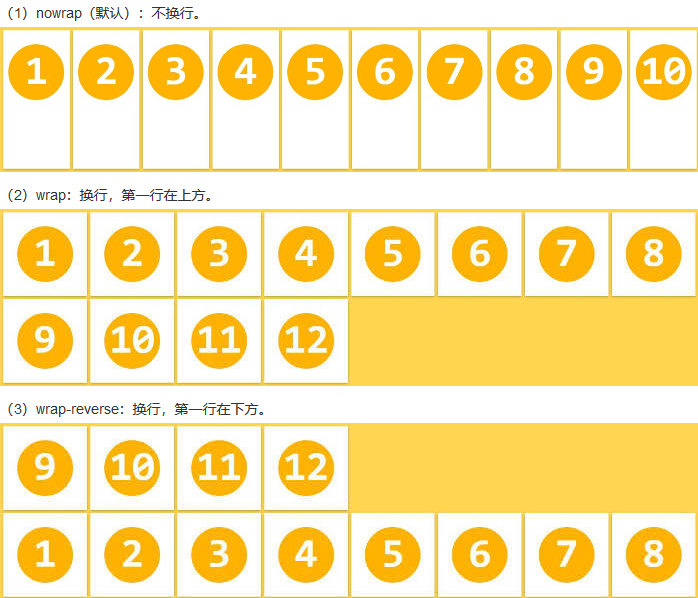 （1）nowrap（默认）：不换行。
1 2 3 4 5 6 7 8 9 10
（2）wrap：换行，第一行在上方。
1 2 3 4 5 6 7 8
9 10 11 12
（3）wrap-reverse：换行，第一行在下方。
9 10 11 12
1 2 3 4 5 6 7 8